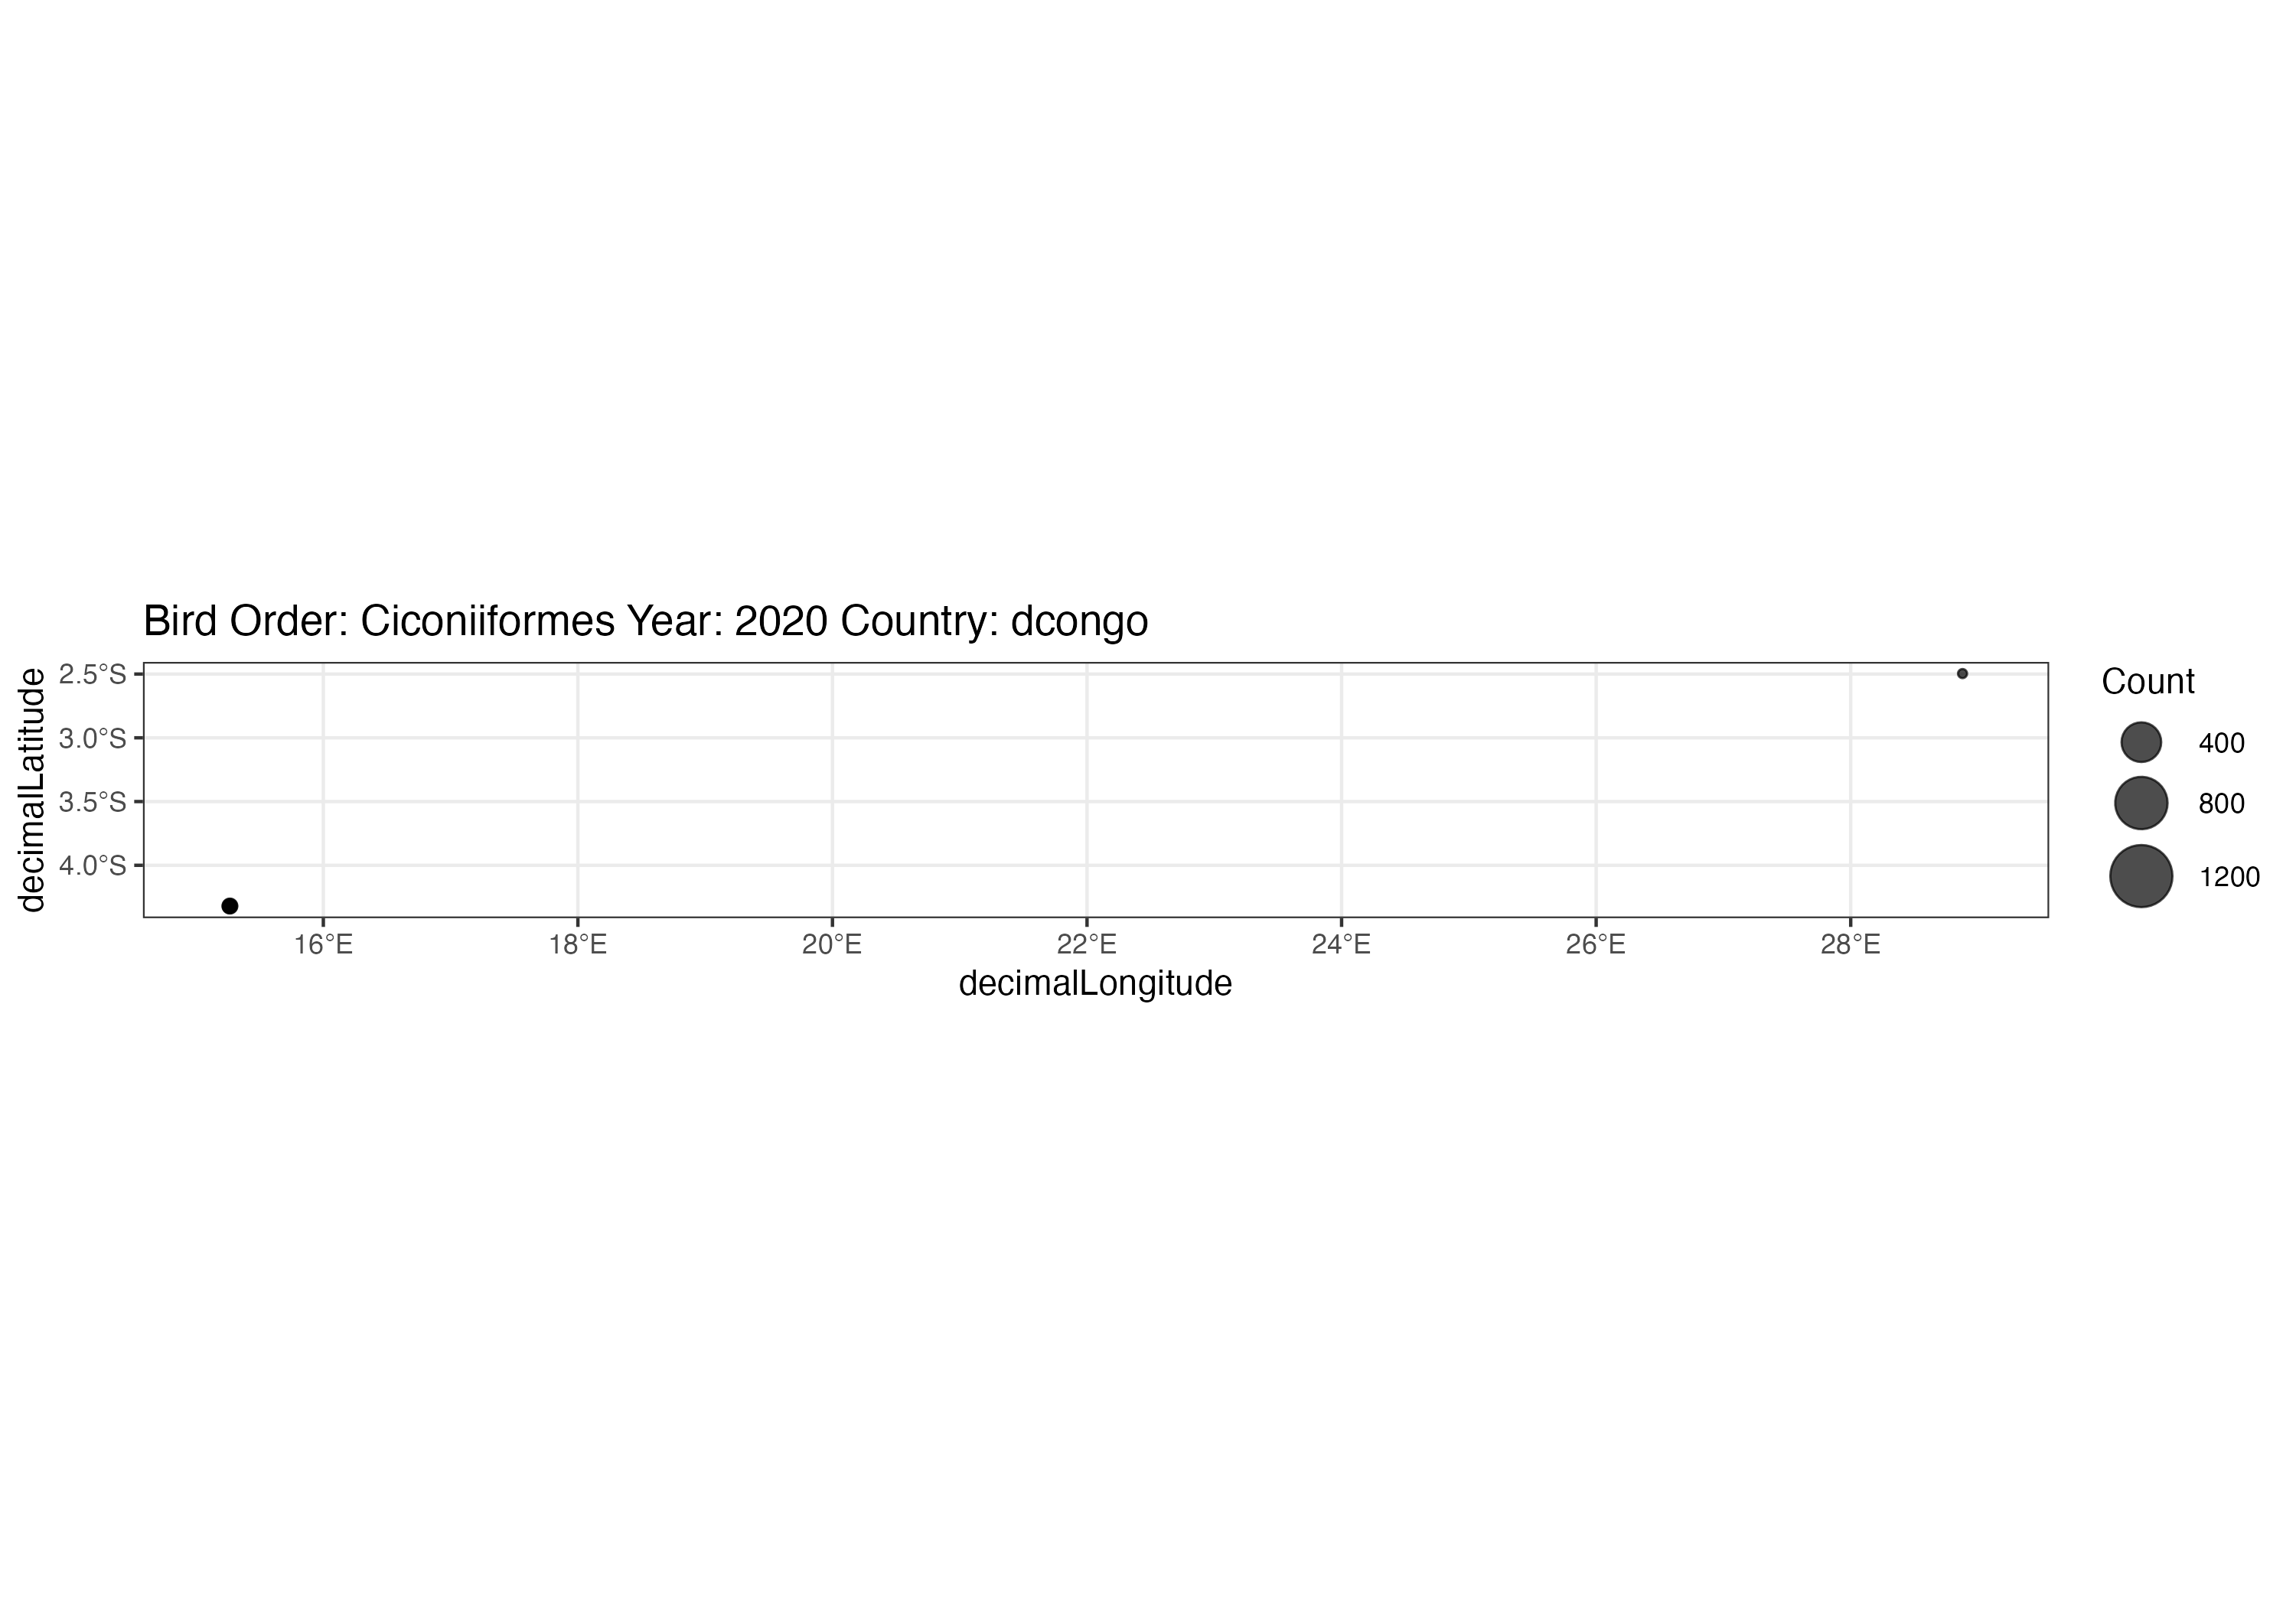 Bird Order: Ciconiiformes Year: 2020 Country: dcongo
decimalLatitude
2.5°S
3.0°S
3.5°S
4.0°S
16°E 18°E 20°E 22°E 24°E 26°E 28°E
decimalLongitude
Count
400
800
1200